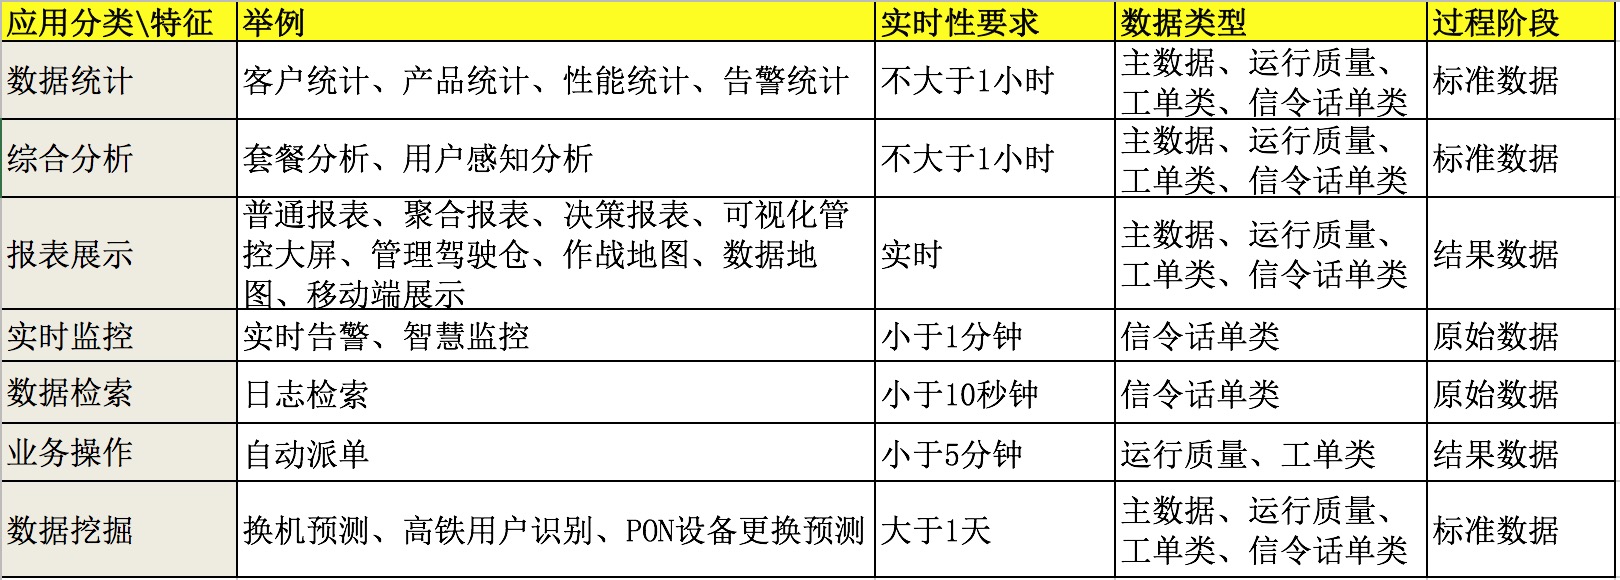 应用分类\特征 举例 实时性要求 数据类型 过程阶段
数据统计 客户统计、产品统计、性能统计、告警统计 不大于1小时 主数据、运行质量、
工单类、信令话单类 标准数据
综合分析 套餐分析、用户感知分析 不大于1小时 主数据、运行质量、
工单类、信令话单类 标准数据
报表展示 普通报表、聚合报表、决策报表、可视化管
控大屏、管理驾驶仓、作战地图、数据地
图、移动端展示 实时 主数据、运行质量、
工单类、信令话单类 结果数据
实时监控 实时告警、智慧监控 小于1分钟 信令话单类 原始数据
数据检索 日志检索 小于10秒钟 信令话单类 原始数据
业务操作 自动派单 小于5分钟 运行质量、工单类 结果数据
数据挖掘 换机预测、高铁用户识别、PON设备更换预测 大于1天 主数据、运行质量、
工单类、信令话单类 标准数据